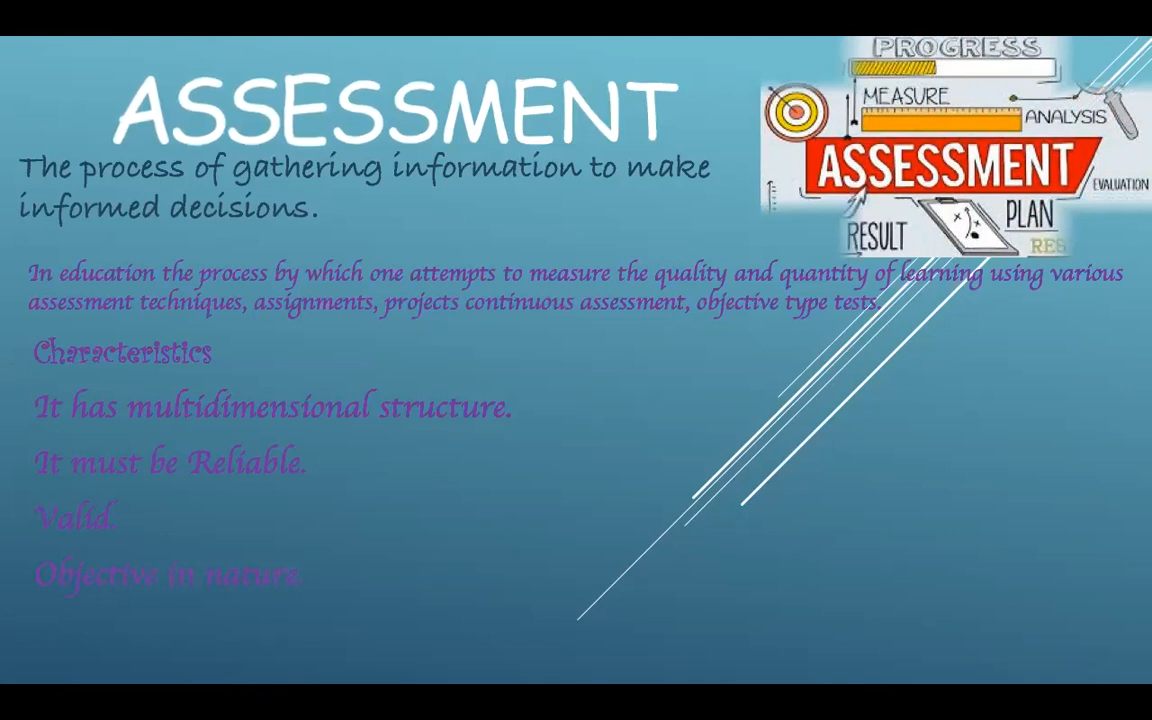 ASSESSMENT
The process of gathering information to make
informed decisions.
In education the process by which one attempts to measure the quality and quantity of learning using various
assessment techniques, assignments, projects continuous assessment, objective type tests.
Characteristics
It has multidimensional structure.
It must be Reliable.
Valid.
Objective in nature.
PROGRESS
MEASURE
ANALYSIS
ASSESSMENT
EVALUATION
PLAN
RESULT
RES